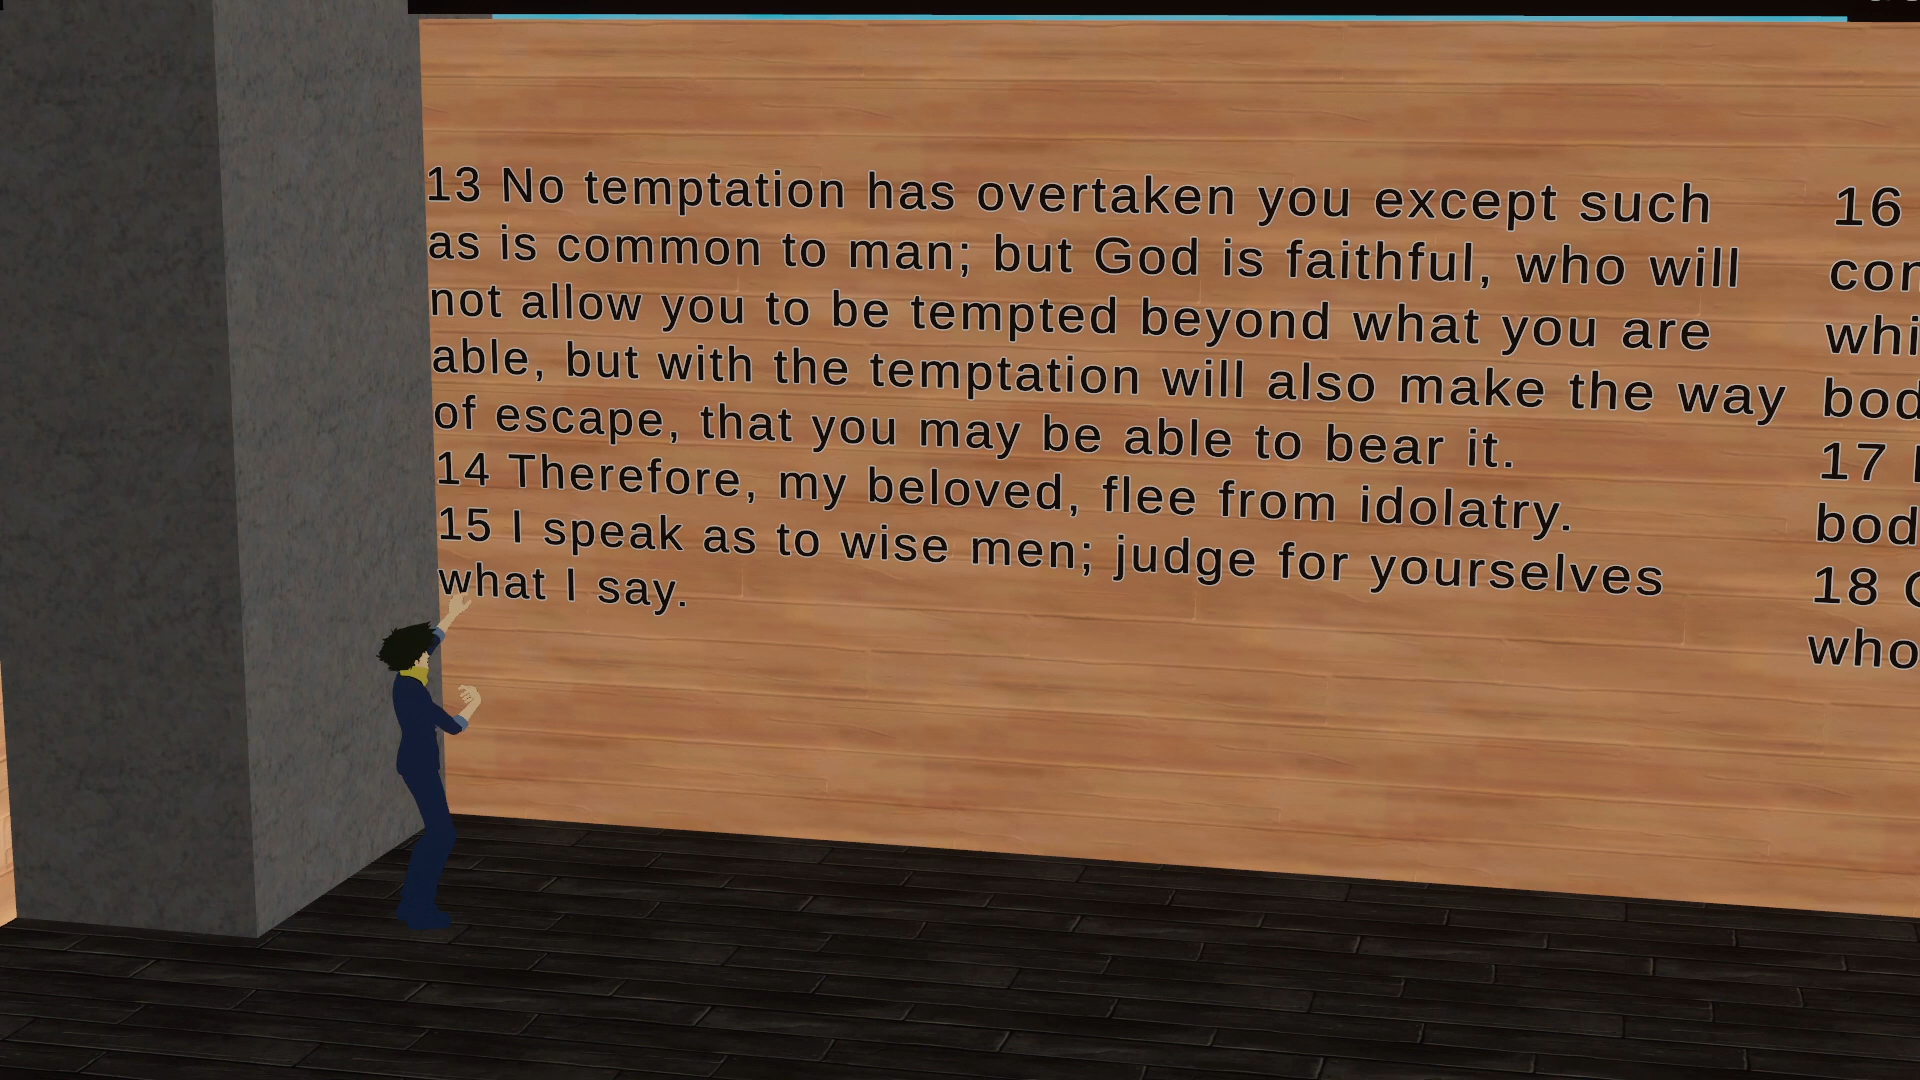 13 No temptation has overtaken you except such
as is common to man; but God is faithful, who will
not allow you to be tempted beyond what you are
able, but with the temptation will also make the way
of escape, that you may be able to bear it.
14 Therefore, my beloved, flee from idolatry.
15 I speak as to wise men; judge for yourselves
what I say.
16
17
18